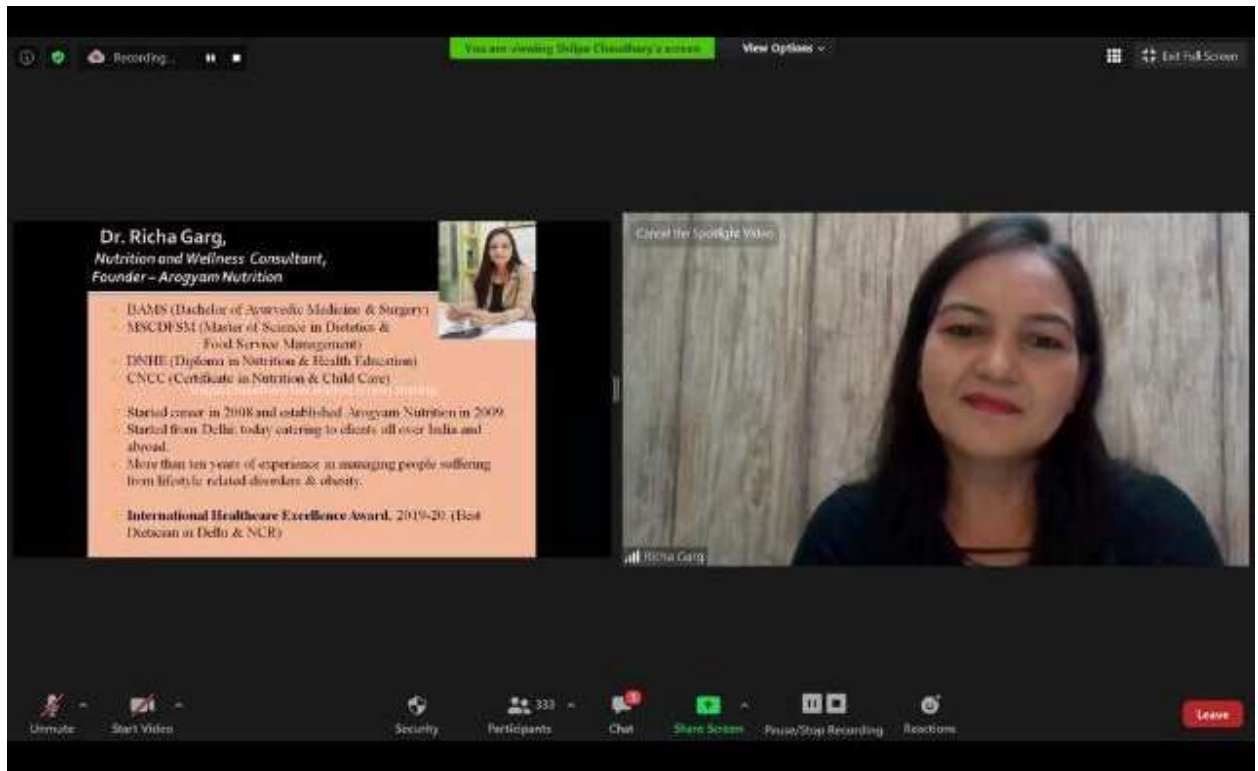 Recording...
You are viewing Shilpa Choudhary's screen
View Options
Exit Full Screen
Dr. Richa Garg,
Nutrition and Wellness Consultant,
Founder – Arogyam Nutrition
BAMS (Bachelor of Ayurvedic Medicine & Surgery)
MSCDFSM (Master of Science in Dietetics &
Food Service Management)
DNHE (Diploma in Nutrition & Health Education)
CNCC (Certificate in Nutrition & Child Care)
Started career in 2008 and established Arogyam Nutrition in 2009.
Started from Delhi; today catering to clients all over India and
abroad.
More than ten years of experience in managing people suffering
from lifestyle related disorders & obesity.
International Healthcare Excellence Award, 2019-20 (Best
Dietician in Delhi & NCR)
Cancel the Spotlight Video
Richa Garg
Unmute
Start Video
Security
333
Participants
1
Chat
Share Screen
Pause/Stop Recording
Reactions
Leave